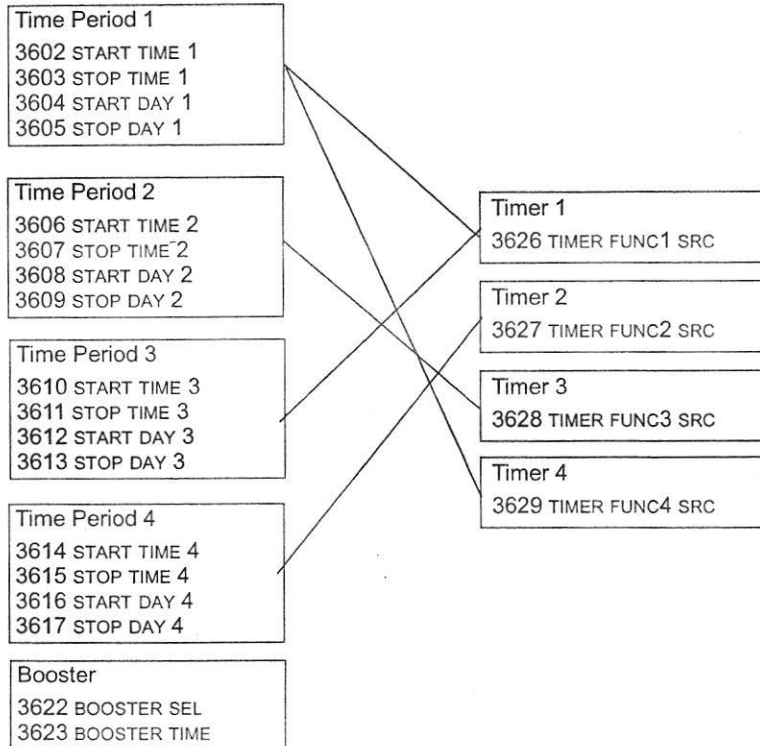 Time Period 1
3602 START TIME 1
3603 STOP TIME 1
3604 START DAY 1
3605 STOP DAY 1
Time Period 2
3606 START TIME 2
3607 STOP TIME 2
3608 START DAY 2
3609 STOP DAY 2
Time Period 3
3610 START TIME 3
3611 STOP TIME 3
3612 START DAY 3
3613 STOP DAY 3
Time Period 4
3614 START TIME 4
3615 STOP TIME 4
3616 START DAY 4
3617 STOP DAY 4
Booster
3622 BOOSTER SEL
3623 BOOSTER TIME
Timer 1
3626 TIMER FUNC1 SRC
Timer 2
3627 TIMER FUNC2 SRC
Timer 3
3628 TIMER FUNC3 SRC
Timer 4
3629 TIMER FUNC4 SRC